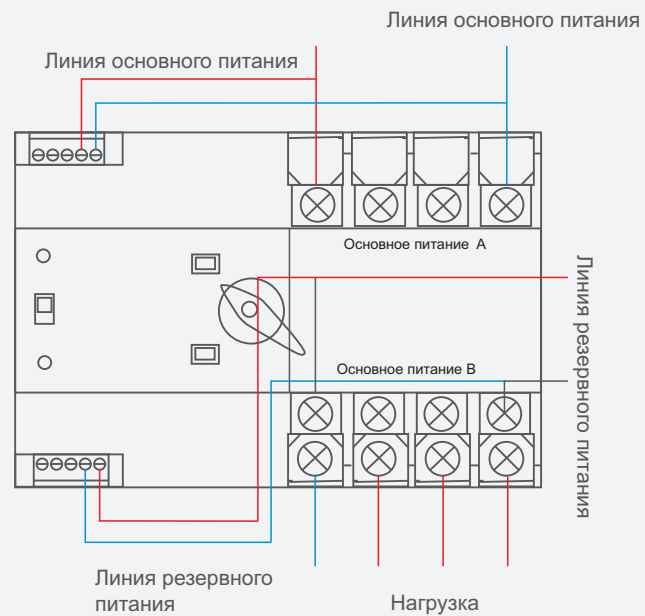 Линия основного питания
Линия основного питания
Основное питание А
Линия резервного питания
Основное питание В
Линия резервного
питания
Нагрузка